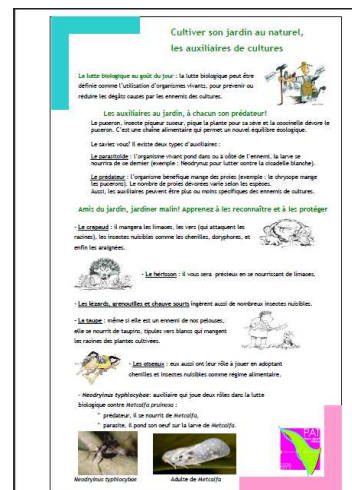 Cultiver son jardin au naturel,
les auxiliaires de cultures
La lutte biologique au goût du jour : la lutte biologique peut être
définie comme l'utilisation d'organismes vivants, pour prévenir ou
réduire les dégâts causés par les ennemis des cultures.
Les auxiliaires au jardin, à chacun son prédateur!
Le puceron, insecte piqueur suceur, pique la plante pour sa sève et la coccinelle dévore le
puceron. C'est une chaîne alimentaire qui permet un nouvel équilibre écologique.
Le saviez vous? Il existe deux types d'auxiliaires :
Le parasitoïde : l'organisme vivant pond dans ou à côté de l'ennemi, la larve se
nourrira de ce dernier (exemple : Neodrynus pour lutter contre la cicadelle blanche).
Le prédateur : l'organisme bénéfique mange des proies (exemple : le chrysope mange
les pucerons). Le nombre de proies dévorées varie selon les espèces.
Aussi, les auxiliaires peuvent être plus ou moins spécifiques des ennemis de cultures.
Amis du jardin, jardiner malin! Apprenez à les reconnaître et à les protéger
- Le crapaud : il mangera les limaces, les vers (qui attaquent les
racines), les insectes nuisibles comme les chenilles, doryphores, et
enfin les araignées.
- Le hérisson : il vous sera précieux en se nourrissant de limaces.
- Les lézards, grenouilles et chauve souris ingèrent aussi de nombreux insectes nuisibles.
- La taupe : même si elle est un ennemi de nos pelouses,
elle se nourrit de taupins, tipules vers blancs qui mangent
les racines des plantes cultivées.
- Les oiseaux : eux aussi ont leur rôle à jouer en adoptant
chenilles et insectes nuisibles comme régime alimentaire.
- Neodryinus typhlocybae: auxiliaire qui joue deux rôles dans la lutte
biologique contre Metcalfa pruinosa :
* prédateur, il se nourrit de Metcalfa,
* parasite, il pond son oeuf sur la larve de Metcalfa.
PAT
Neodryinus typhlocybae
Adulte de Metcalfa